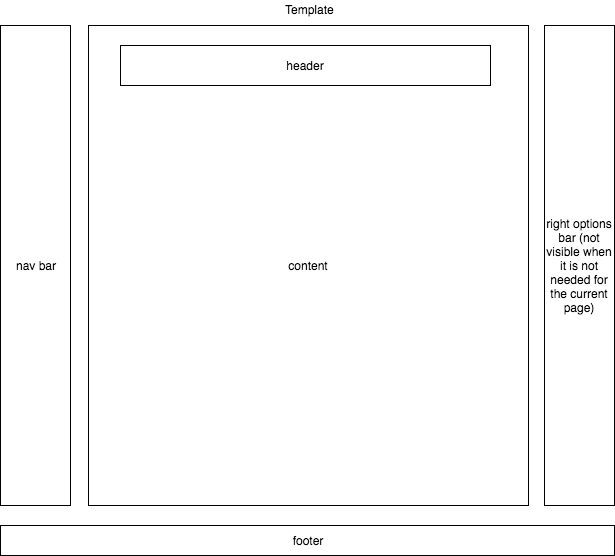 Template
header
nav bar
content
right options
bar (not
visible when
it is not
needed for
the current
page)
footer